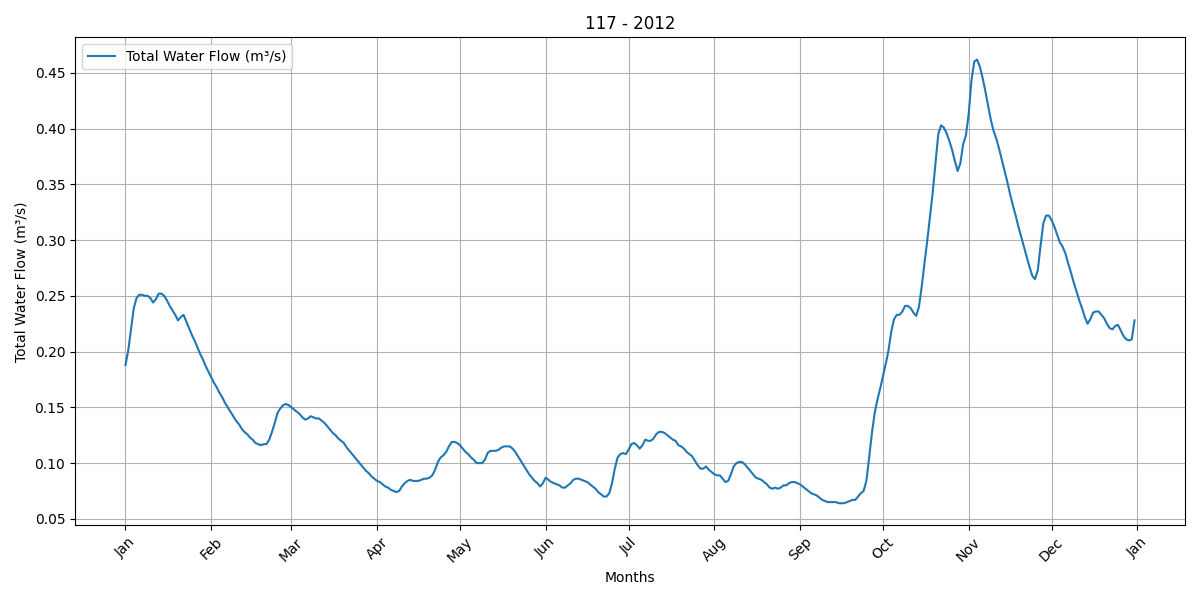 117 - 2012
Total Water Flow (m³/s)
Total Water Flow (m³/s)
0.45
0.40
0.35
0.30
0.25
0.20
0.15
0.10
0.05
Jan Feb Mar Apr May Jun Jul Aug Sep Oct Nov Dec Jan
Months